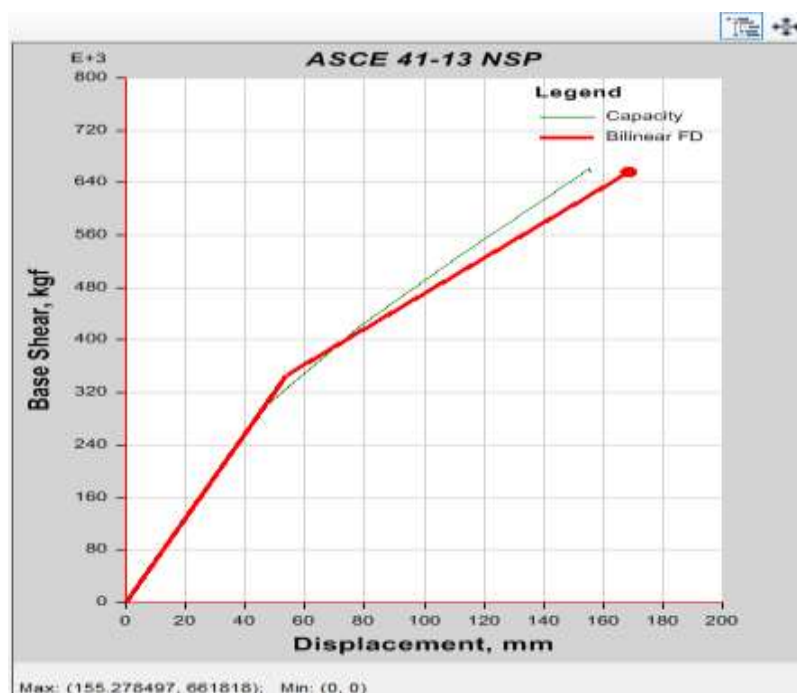 E+3
ASCE 41-13 NSP
800
720
640
560
480
400
320
240
160
80
0
Legend
Capacity
Bilinear FD
Base Shear, kgf
0 20 40 60 80 100 120 140 160 180 200
Displacement, mm
Max: (155.278497, 661818); Min: (0, 0)